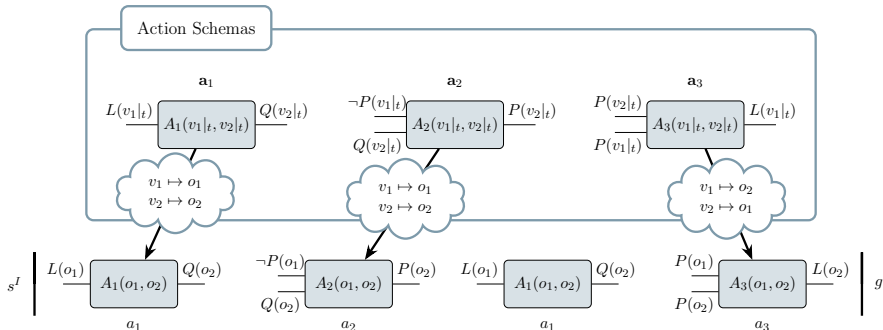 Action Schemas
𝐚₁
𝐚₂
𝐚₃
L(v₁|ₜ) A₁(v₁|ₜ, v₂|ₜ) Q(v₂|ₜ)
¬P(v₁|ₜ)
Q(v₂|ₜ)
A₂(v₁|ₜ, v₂|ₜ) P(v₂|ₜ)
P(v₂|ₜ)
P(v₁|ₜ)
A₃(v₁|ₜ, v₂|ₜ) L(v₁|ₜ)
v₁ ↦ o₁
v₂ ↦ o₂
v₁ ↦ o₁
v₂ ↦ o₂
v₁ ↦ o₂
v₂ ↦ o₁
sᴵ
L(o₁) A₁(o₁, o₂) Q(o₂)
a₁
¬P(o₁)
Q(o₂)
A₂(o₁, o₂) P(o₂)
a₂
L(o₁) A₁(o₁, o₂) Q(o₂)
a₁
P(o₁)
P(o₂)
A₃(o₁, o₂) L(o₂)
a₃
g